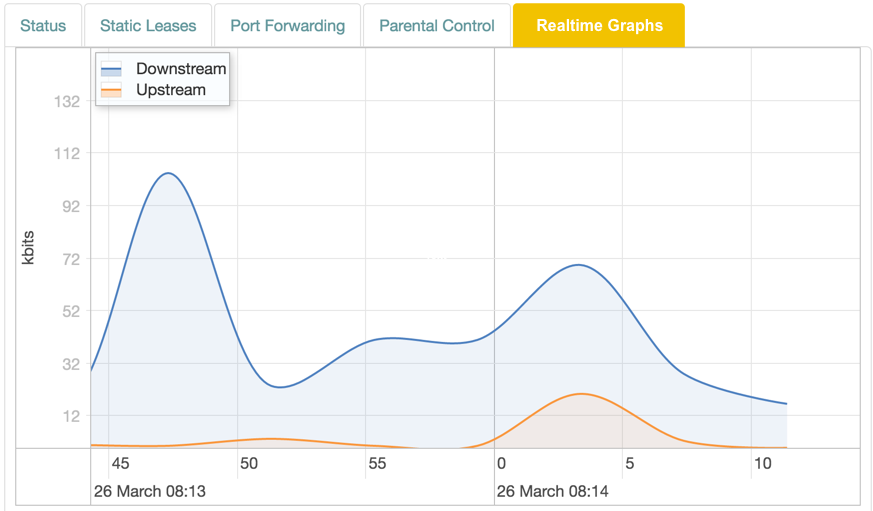 Status Static Leases Port Forwarding Parental Control Realtime Graphs
Downstream
Upstream
132
112
92
72
52
32
12
kbits
45 50 55 0 5 10
26 March 08:13 26 March 08:14